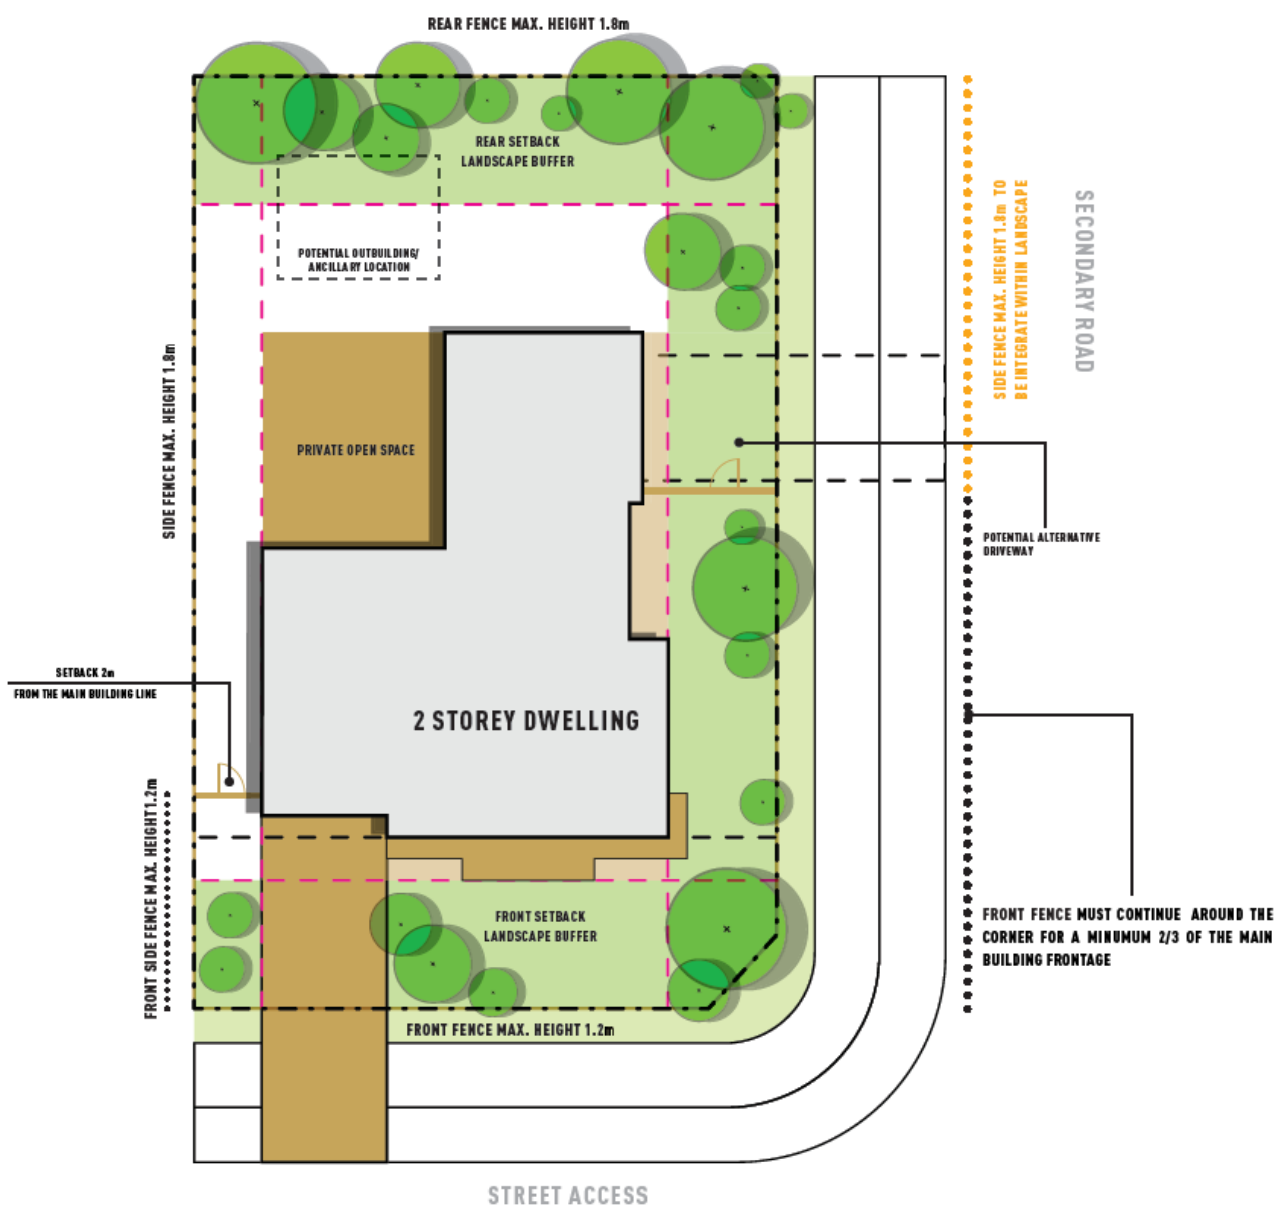 REAR FENCE MAX. HEIGHT 1.8m
REAR SETBACK
LANDSCAPE BUFFER
POTENTIAL OUTBUILDING/
ANCILLARY LOCATION
SIDE FENCE MAX. HEIGHT 1.8m
PRIVATE OPEN SPACE
SIDE FENCE MAX. HEIGHT 1.8m TO
BE INTEGRATE WITHIN LANDSCAPE
SECONDARY ROAD
POTENTIAL ALTERNATIVE
DRIVEWAY
SETBACK 2m
FROM THE MAIN BUILDING LINE
2 STOREY DWELLING
FRONT SIDE FENCE MAX. HEIGHT1.2m
FRONT SETBACK
LANDSCAPE BUFFER
FRONT FENCE MUST CONTINUE AROUND THE
CORNER FOR A MINUMUM 2/3 OF THE MAIN
BUILDING FRONTAGE
FRONT FENCE MAX. HEIGHT 1.2m
STREET ACCESS